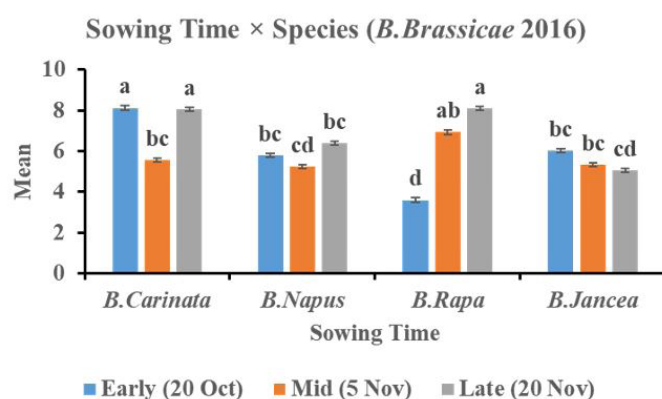 Sowing Time × Species (B.Brassicae 2016)
10
8
6
4
2
0
Mean
a
bc
a
bc
cd
bc
d
ab
a
bc
bc
cd
B.Carinata
B.Napus
B.Rapa
B.Jancea
Sowing Time
Early (20 Oct)
Mid (5 Nov)
Late (20 Nov)